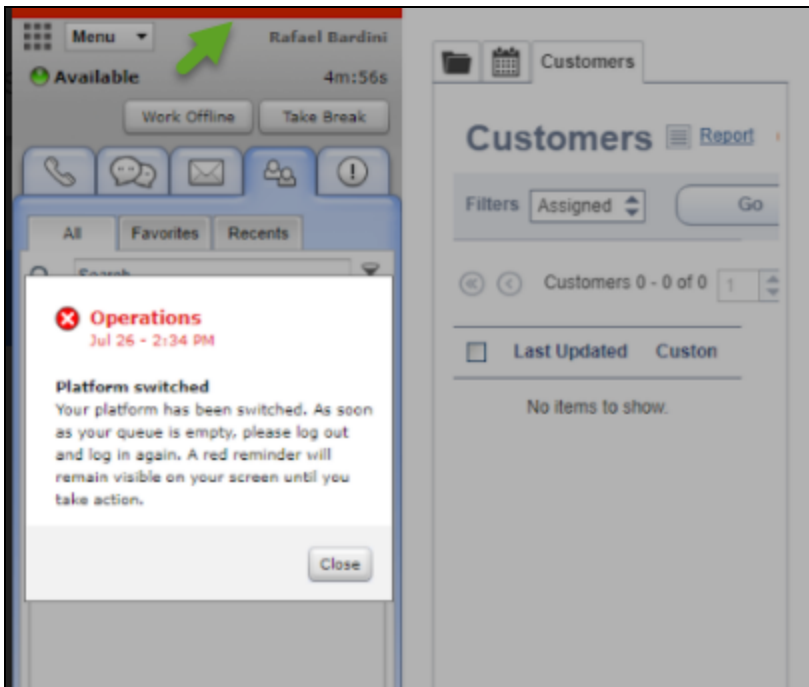 Menu
Rafael Bardini
Available
4m:56s
Work Offline
Take Break
All
Favorites
Recents
Search
Operations
Jul 26 - 2:34 PM
Platform switched
Your platform has been switched. As soon
as your queue is empty, please log out
and log in again. A red reminder will
remain visible on your screen until you
take action.
Close
Customers
Customers
Report
Filters
Assigned
Go
Customers 0 - 0 of 0
1
Last Updated
Custon
No items to show.